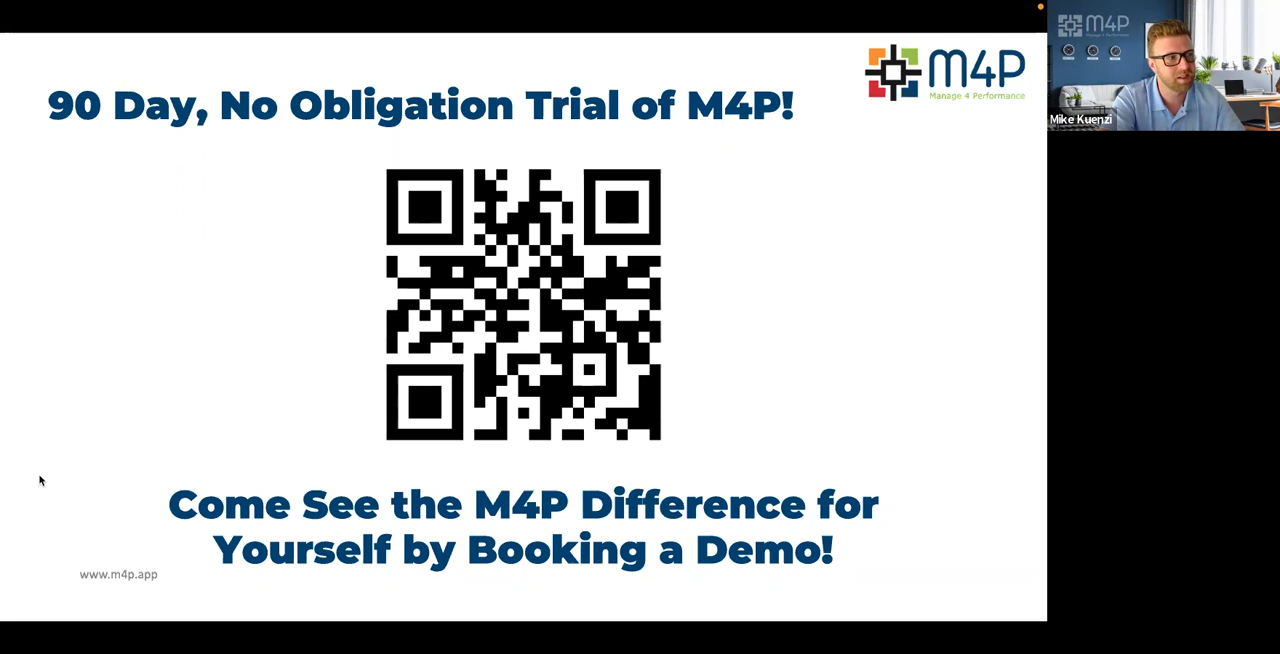 90 Day, No Obligation Trial of M4P!
M4P
Manage 4 Performance
Come See the M4P Difference for
Yourself by Booking a Demo!
www.m4p.app
M4P
Mike Kuenzi